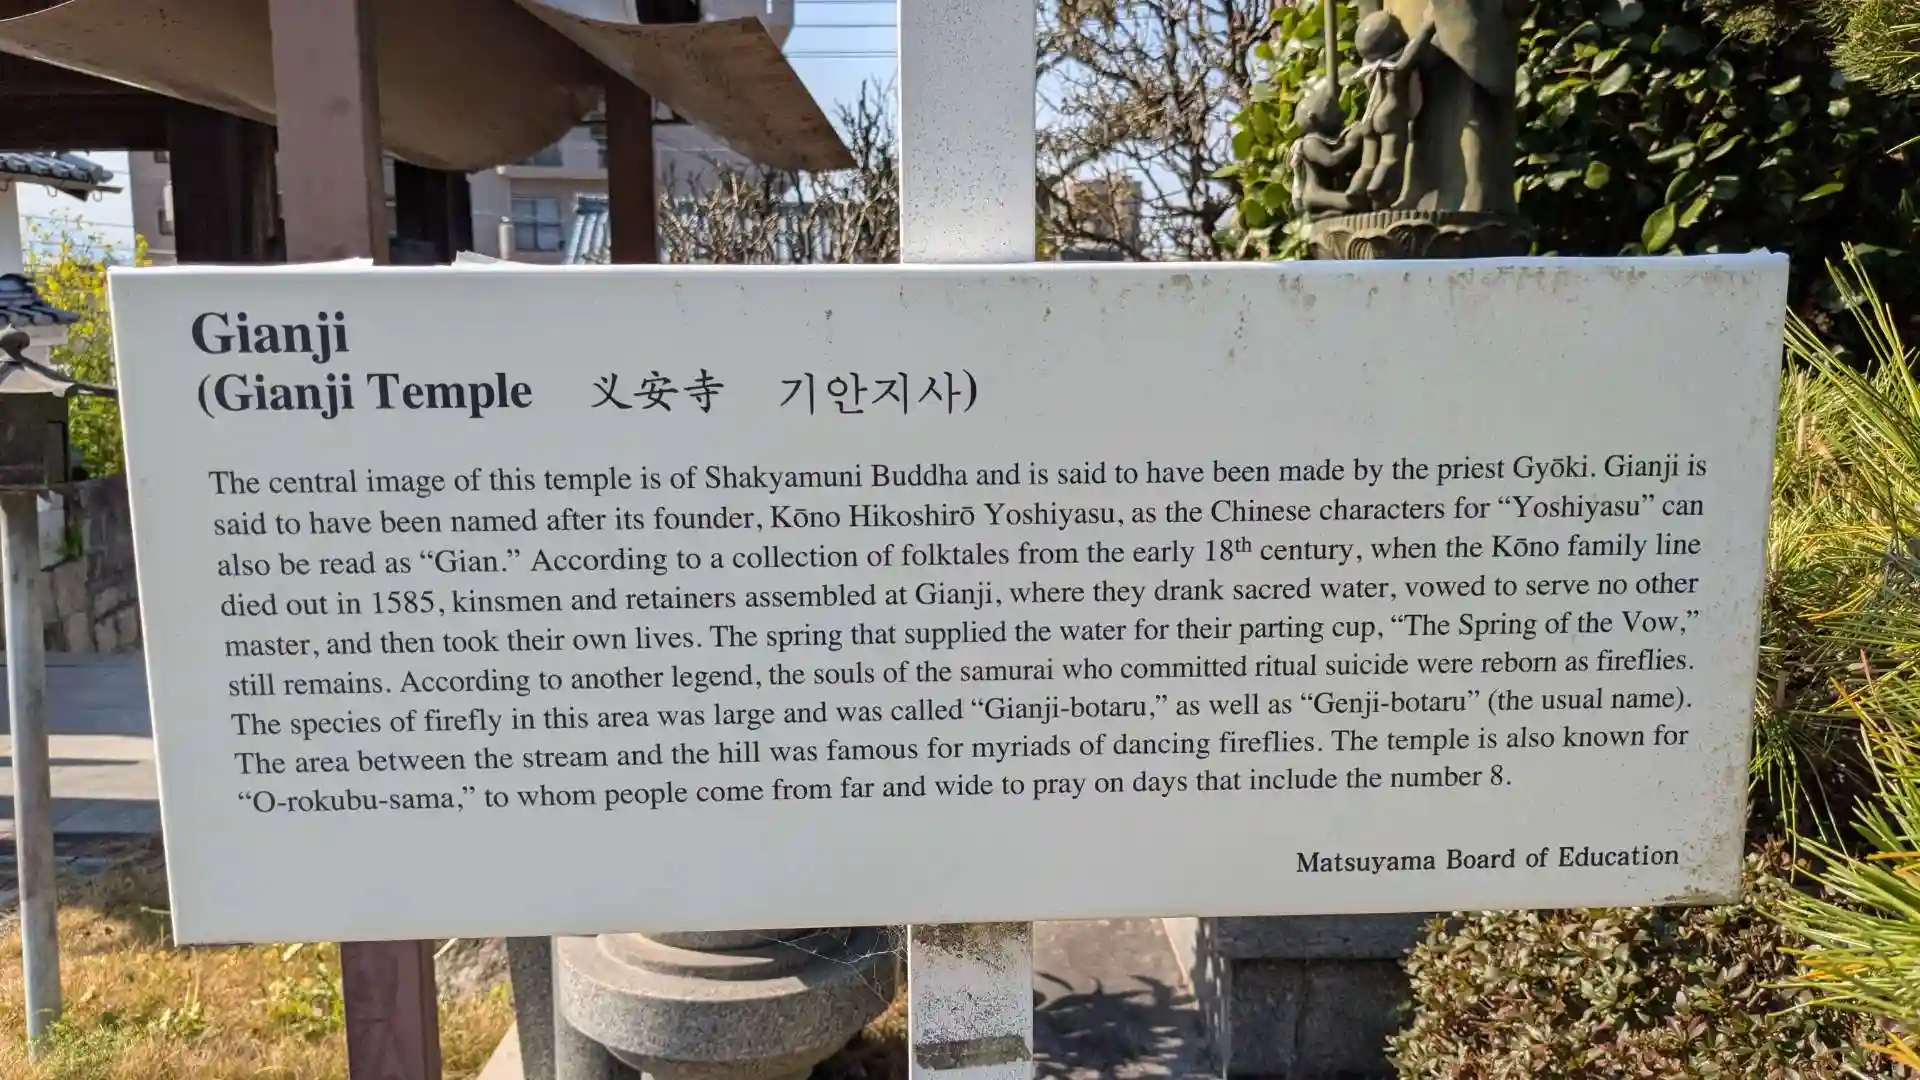 Gianji
(Gianji Temple 义安寺 기안지사)
The central image of this temple is of Shakyamuni Buddha and is said to have been made by the priest Gyōki. Gianji is
said to have been named after its founder, Kōno Hikoshirō Yoshiyasu, as the Chinese characters for “Yoshiyasu” can
also be read as “Gian.” According to a collection of folktales from the early 18th century, when the Kōno family line
died out in 1585, kinsmen and retainers assembled at Gianji, where they drank sacred water, vowed to serve no other
master, and then took their own lives. The spring that supplied the water for their parting cup, “The Spring of the Vow,”
still remains. According to another legend, the souls of the samurai who committed ritual suicide were reborn as fireflies.
The species of firefly in this area was large and was called “Gianji-botaru,” as well as “Genji-botaru” (the usual name).
The area between the stream and the hill was famous for myriads of dancing fireflies. The temple is also known for
“O-rokubu-sama,” to whom people come from far and wide to pray on days that include the number 8.
Matsuyama Board of Education